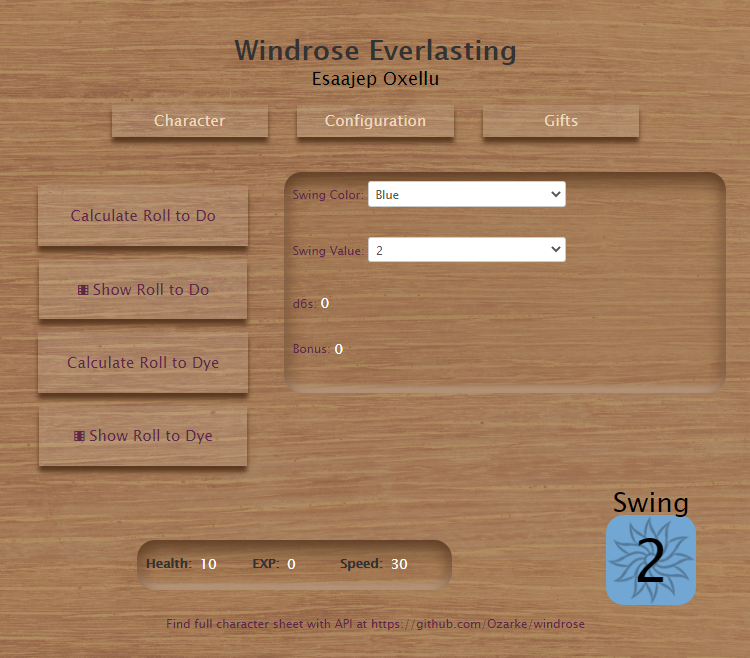 Windrose Everlasting
Esaajep Oxellu
Character
Configuration
Gifts
Calculate Roll to Do
Show Roll to Do
Calculate Roll to Dye
Show Roll to Dye
Swing Color: Blue
Swing Value: 2
d6s: 0
Bonus: 0
Swing
2
Health: 10 EXP: 0 Speed: 30
Find full character sheet with API at https://github.com/Ozarke/windrose